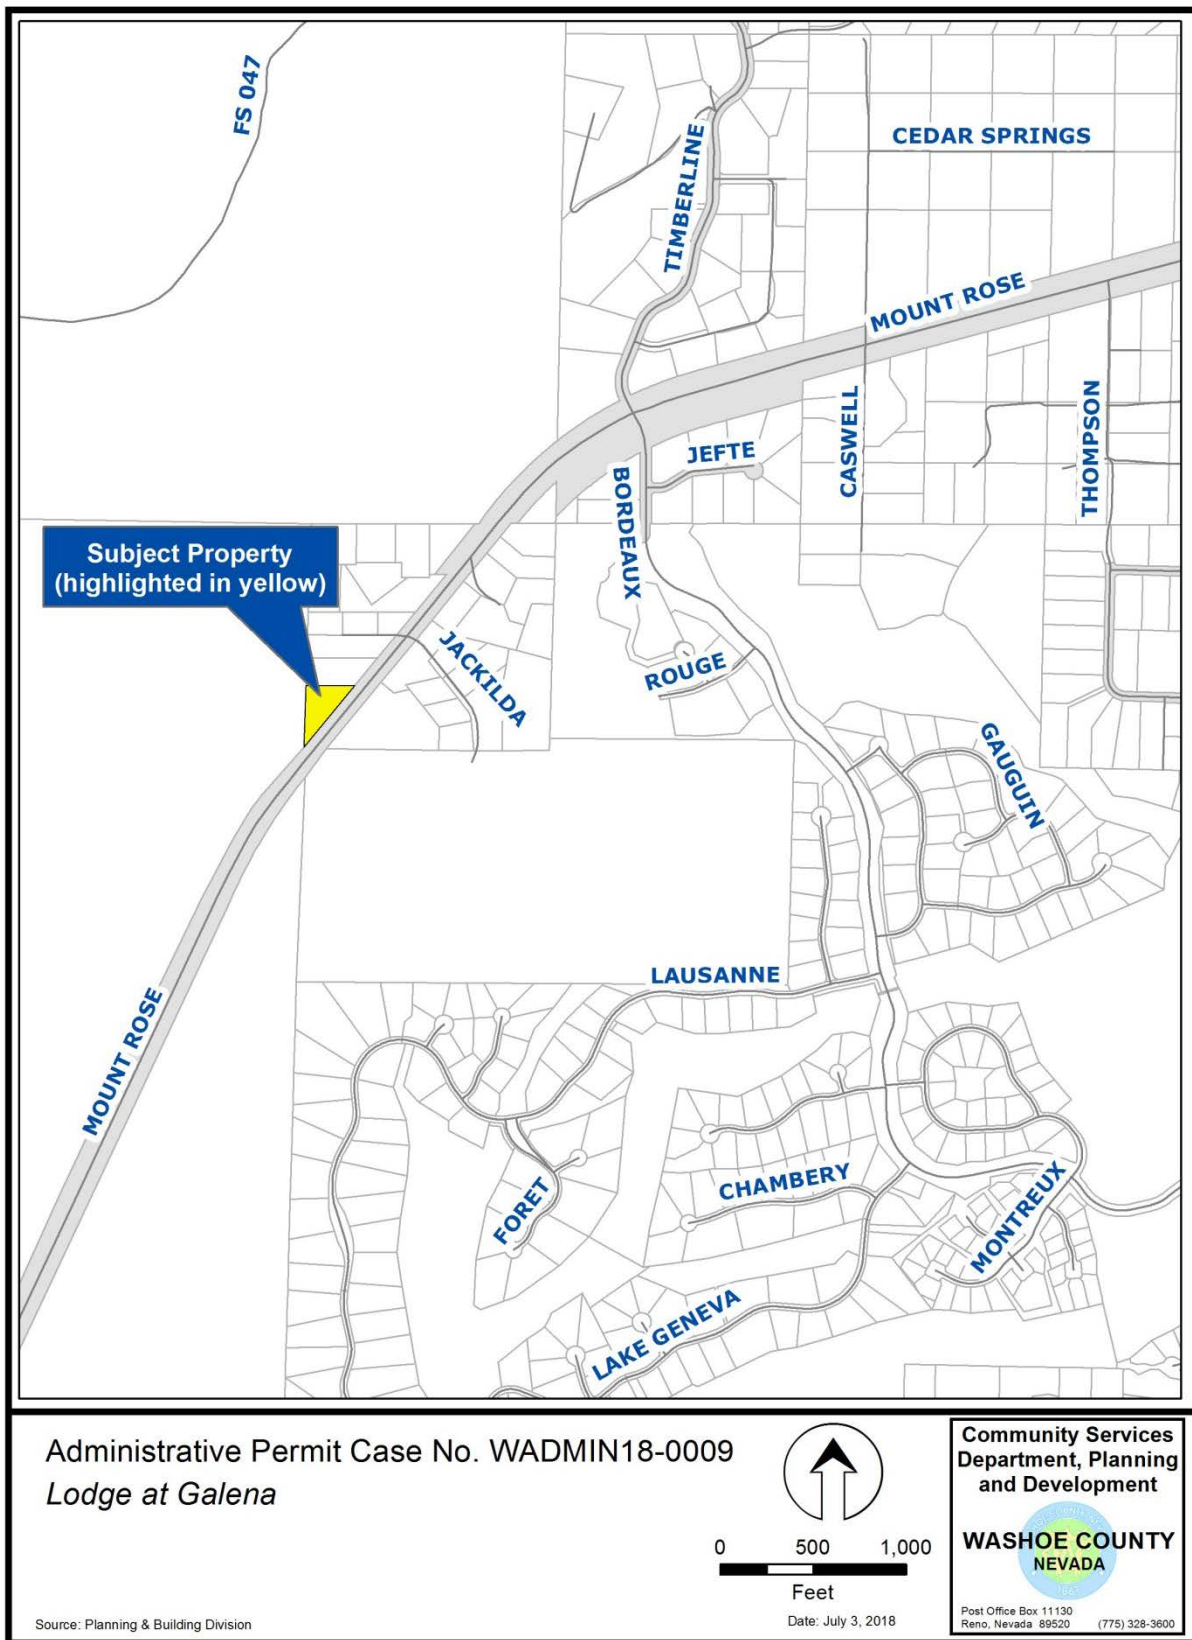 FS 047
TIMBERLINE
CEDAR SPRINGS
MOUNT ROSE
CASWELL
THOMPSON
JEFTE
BORDEAUX
Subject Property
(highlighted in yellow)
JACKILDA
ROUGE
GAUGUIN
LAUSANNE
MOUNT ROSE
FORET
CHAMBERY
MONTREUX
LAKE GENEVA
Administrative Permit Case No. WADMIN18-0009
Lodge at Galena
0 500 1,000
Feet
Source: Planning & Building Division
Date: July 3, 2018
Community Services
Department, Planning
and Development
WASHOE COUNTY
NEVADA
Post Office Box 11130
Reno, Nevada 89520 (775) 328-3600